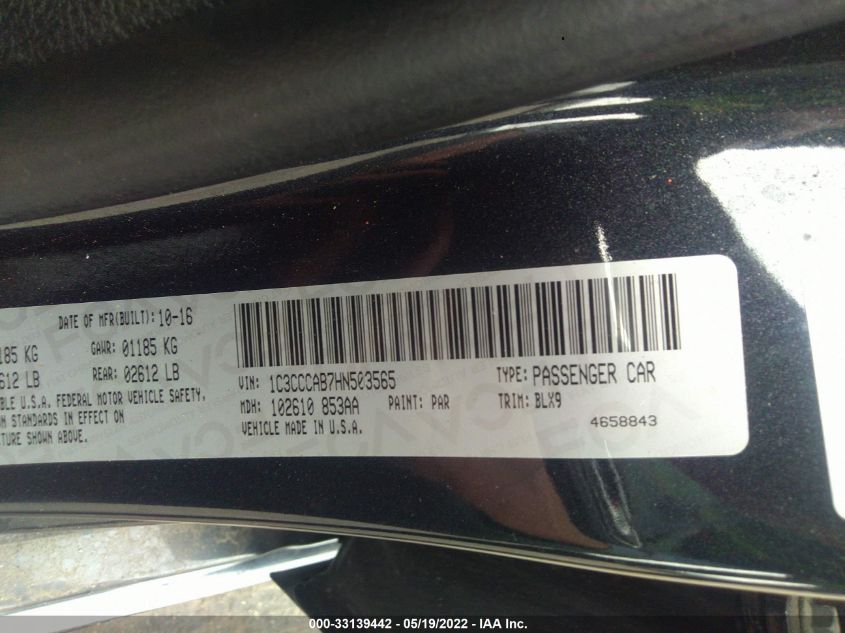 DATE OF MFR(BUILT): 10-16
185 KG GAWR: 01185 KG
612 LB REAR: 02612 LB
BLE U.S.A. FEDERAL MOTOR VEHICLE SAFETY,
ON STANDARDS IN EFFECT ON
TURE SHOWN ABOVE.
VIN: 1C3CCCAB7HN503565 TYPE: PASSENGER CAR
MDH: 102610 853AA PAINT: PAR TRIM: BLX9
VEHICLE MADE IN U.S.A. 4658843
000-33139442 - 05/19/2022 - IAA Inc.